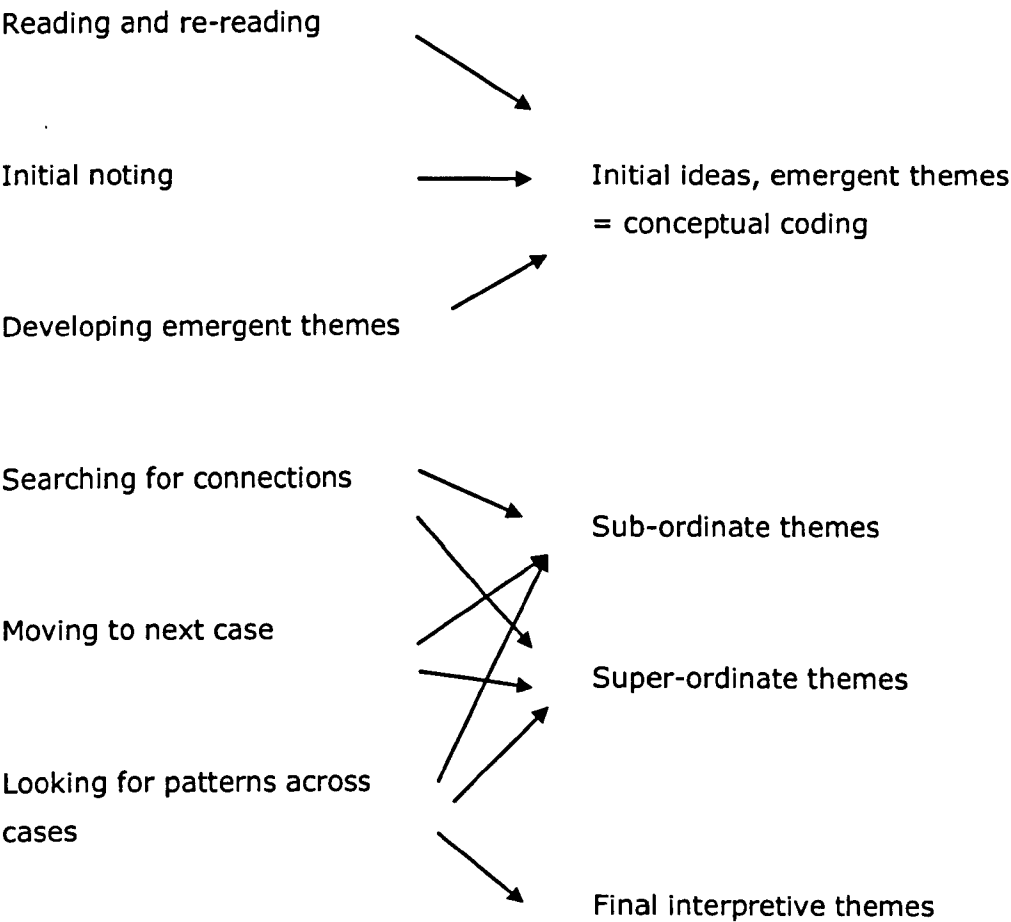 Reading and re-reading
Initial noting
Initial ideas, emergent themes
= conceptual coding
Developing emergent themes
Searching for connections
Sub-ordinate themes
Moving to next case
Super-ordinate themes
Looking for patterns across
cases
Final interpretive themes